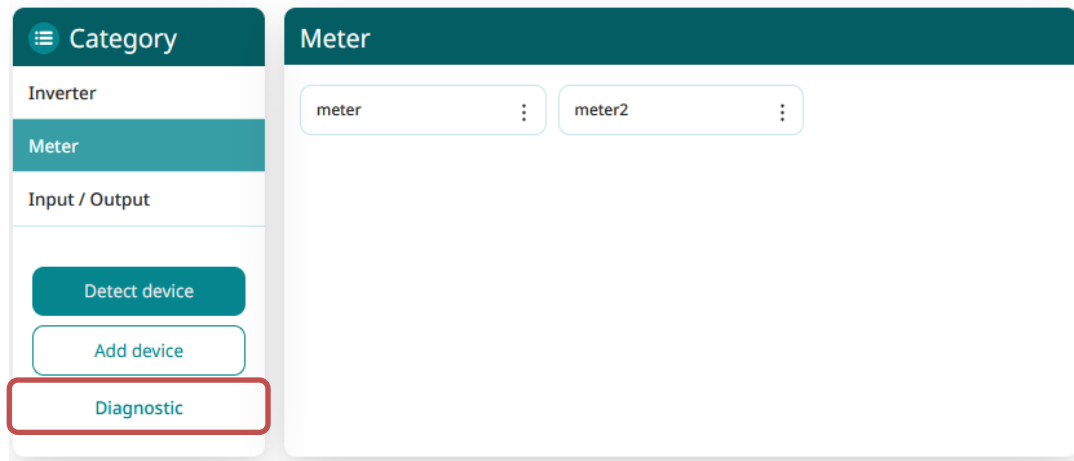 Category
Inverter
Meter
Input / Output
Detect device
Add device
Diagnostic
Meter
meter
meter2